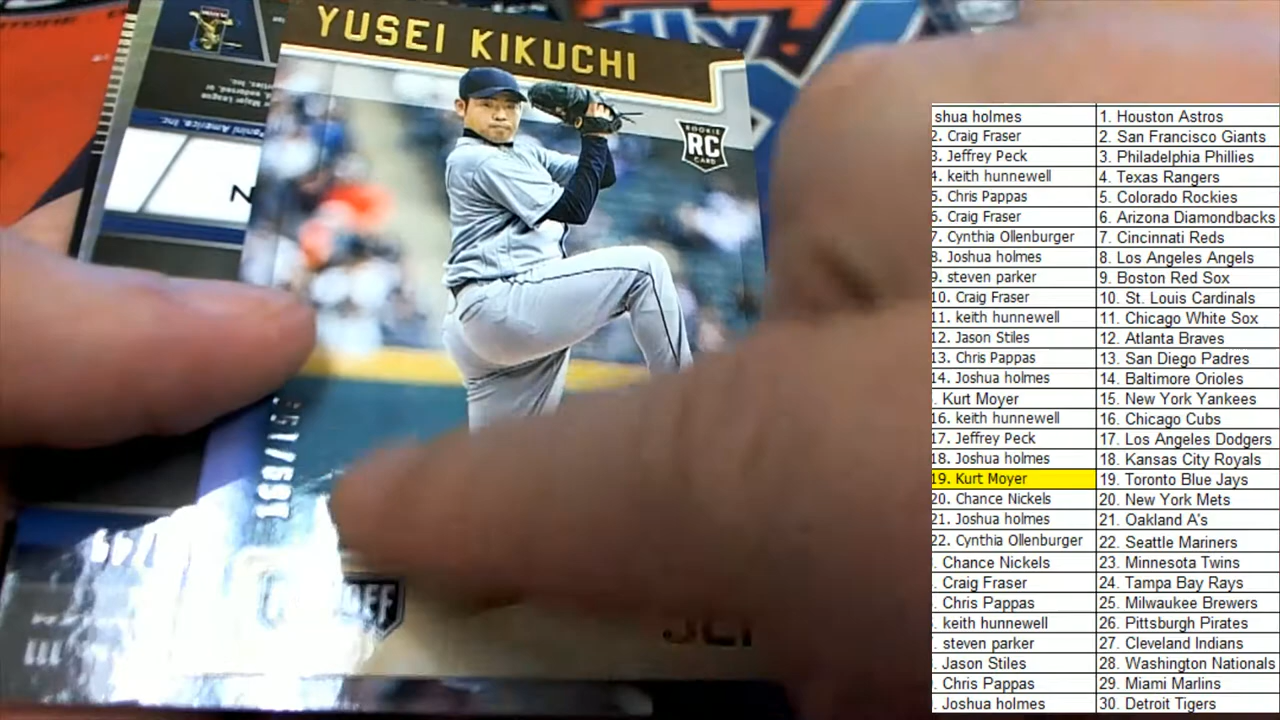 YUSEI KIKUCHI
ROOKIE
RC
CARD
shua holmes 1. Houston Astros
2. Craig Fraser 2. San Francisco Giants
3. Jeffrey Peck 3. Philadelphia Phillies
4. keith hunnewell 4. Texas Rangers
5. Chris Pappas 5. Colorado Rockies
6. Craig Fraser 6. Arizona Diamondbacks
7. Cynthia Ollenburger 7. Cincinnati Reds
8. Joshua holmes 8. Los Angeles Angels
9. steven parker 9. Boston Red Sox
10. Craig Fraser 10. St. Louis Cardinals
11. keith hunnewell 11. Chicago White Sox
12. Jason Stiles 12. Atlanta Braves
13. Chris Pappas 13. San Diego Padres
14. Joshua holmes 14. Baltimore Orioles
. Kurt Moyer 15. New York Yankees
16. keith hunnewell 16. Chicago Cubs
17. Jeffrey Peck 17. Los Angeles Dodgers
18. Joshua holmes 18. Kansas City Royals
19. Kurt Moyer 19. Toronto Blue Jays
20. Chance Nickels 20. New York Mets
21. Joshua holmes 21. Oakland A's
22. Cynthia Ollenburger 22. Seattle Mariners
. Chance Nickels 23. Minnesota Twins
. Craig Fraser 24. Tampa Bay Rays
. Chris Pappas 25. Milwaukee Brewers
. keith hunnewell 26. Pittsburgh Pirates
. steven parker 27. Cleveland Indians
. Jason Stiles 28. Washington Nationals
. Chris Pappas 29. Miami Marlins
. Joshua holmes 30. Detroit Tigers